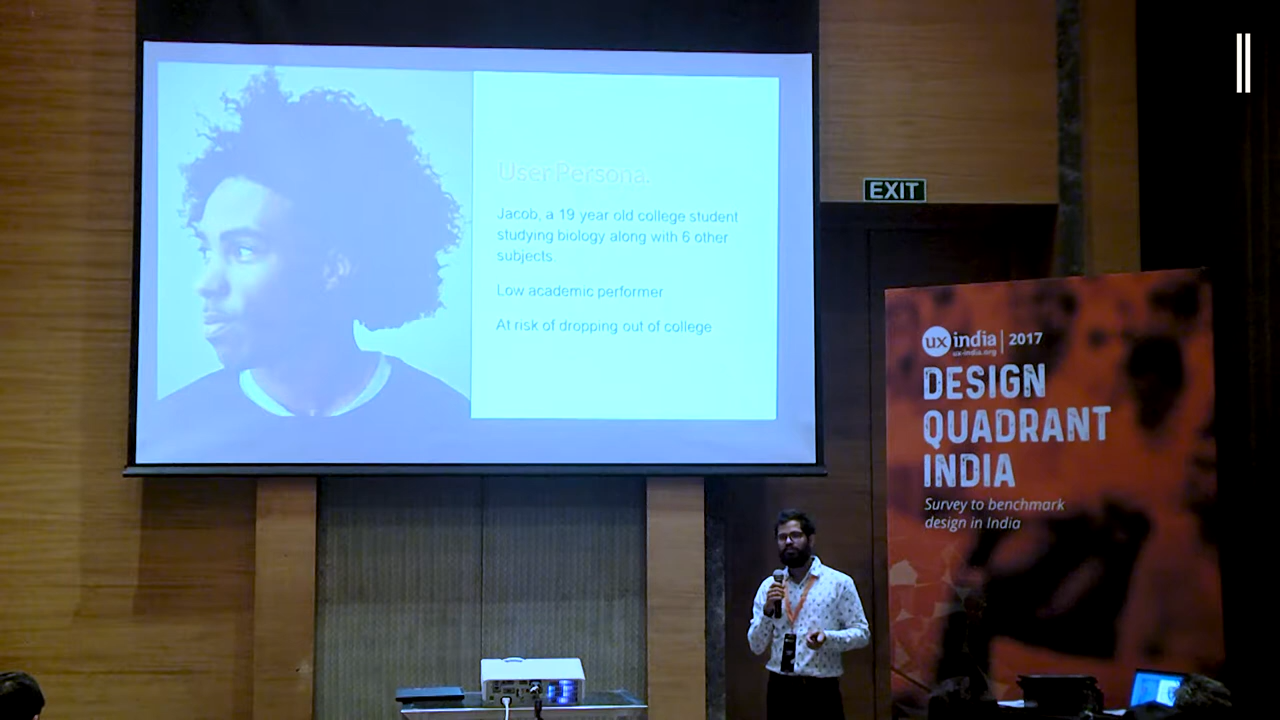 User Persona.
Jacob, a 19 year old college student
studying biology along with 6 other
subjects.
Low academic performer
At risk of dropping out of college
EXIT
ux india | 2017
ux-india.org
DESIGN
QUADRANT
INDIA
Survey to benchmark
design in India